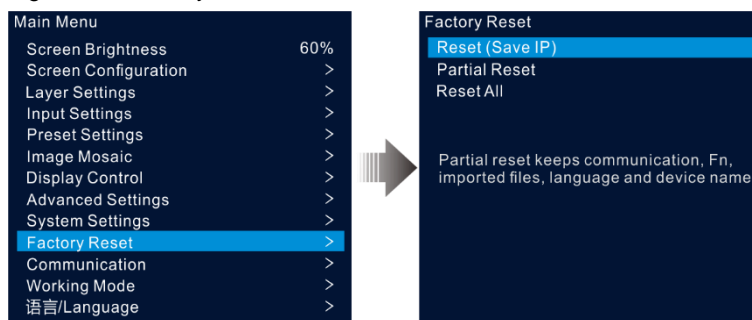 Main Menu
Screen Brightness 60%
Screen Configuration >
Layer Settings >
Input Settings >
Preset Settings >
Image Mosaic >
Display Control >
Advanced Settings >
System Settings >
Factory Reset >
Communication >
Working Mode >
语言/Language >
Factory Reset
Reset (Save IP)
Partial Reset
Reset All
Partial reset keeps communication, Fn,
imported files, language and device name